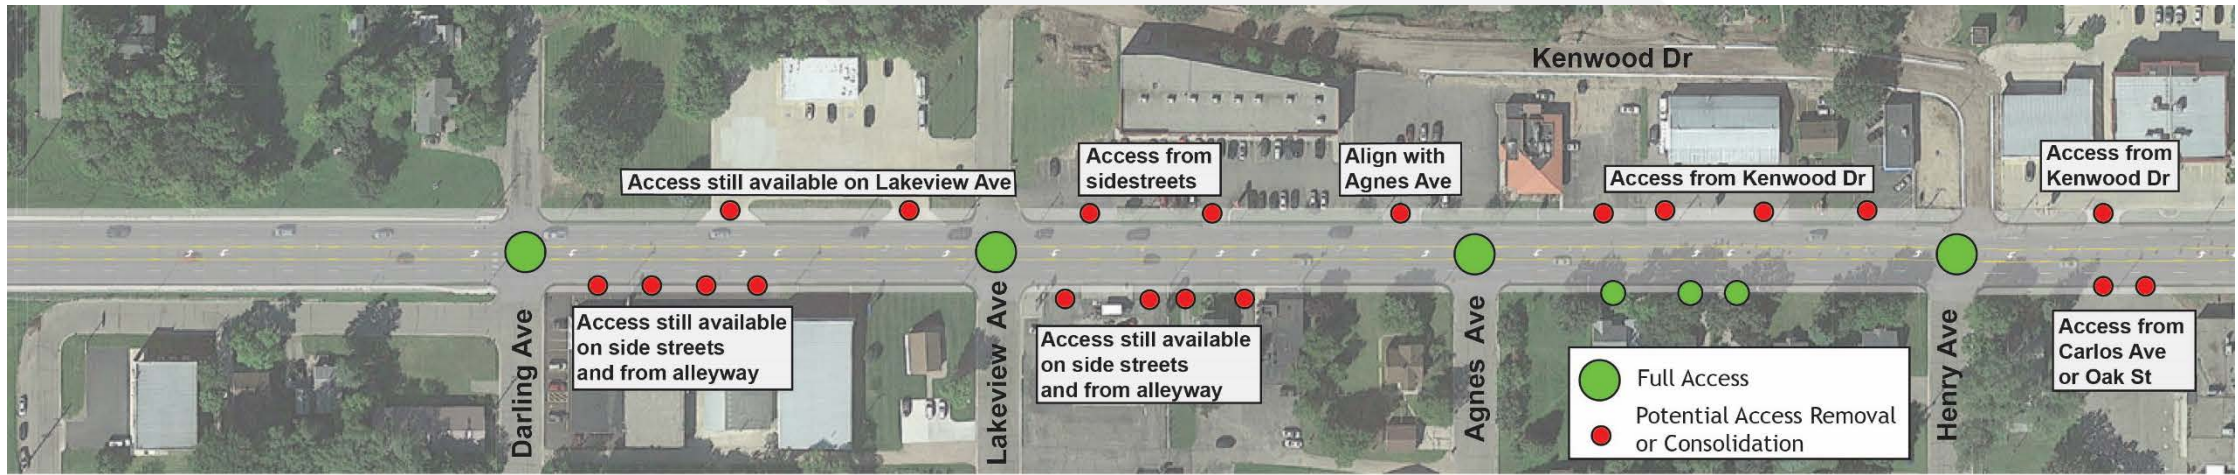 Kenwood Dr
Access still available on Lakeview Ave
Access from
sidestreets
Align with
Agnes Ave
Access from Kenwood Dr
Access from
Kenwood Dr
Access still available
on side streets
and from alleyway
Access still available
on side streets
and from alleyway
Access from
Carlos Ave
or Oak St
Darling Ave
Lakeview Ave
Agnes Ave
Henry Ave
Full Access
Potential Access Removal
or Consolidation